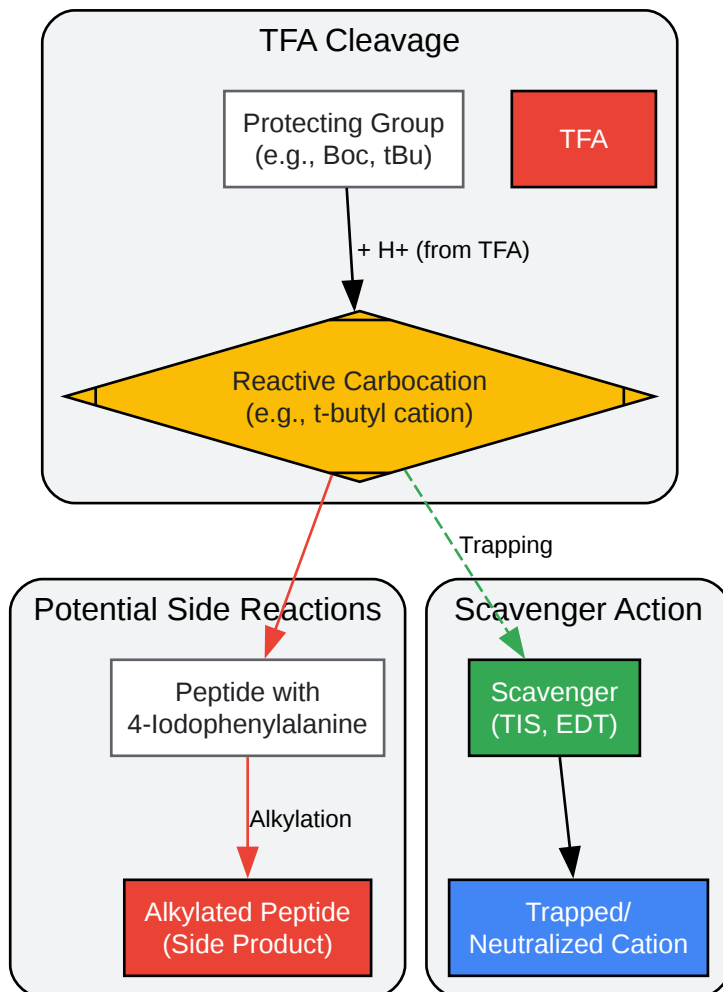 TFA Cleavage
Protecting Group
(e.g., Boc, tBu)
TFA
+ H+ (from TFA)
Reactive Carbocation
(e.g., t-butyl cation)
Trapping
Potential Side Reactions
Peptide with
4-Iodophenylalanine
Alkylation
Alkylated Peptide
(Side Product)
Scavenger Action
Scavenger
(TIS, EDT)
Trapped/
Neutralized Cation